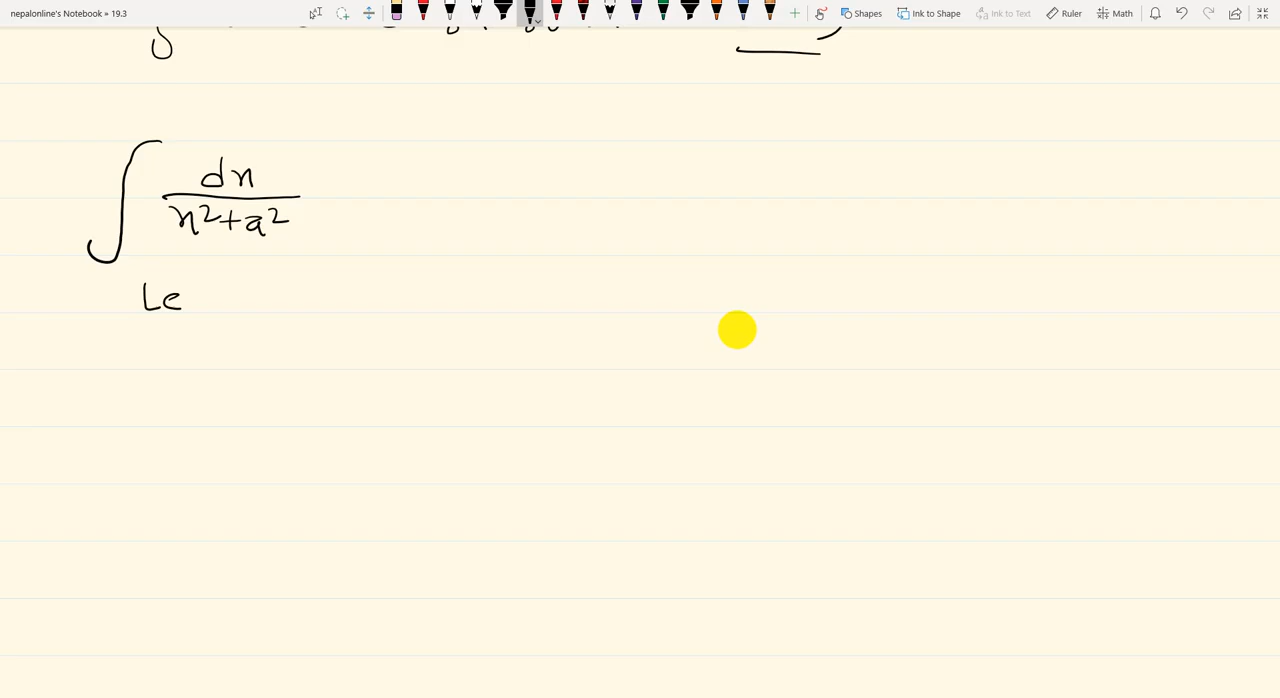 nepalonline's Notebook » 19.3
Shapes Ink to Shape Ink to Text Ruler Math
∫ dx
x²+a²
Le